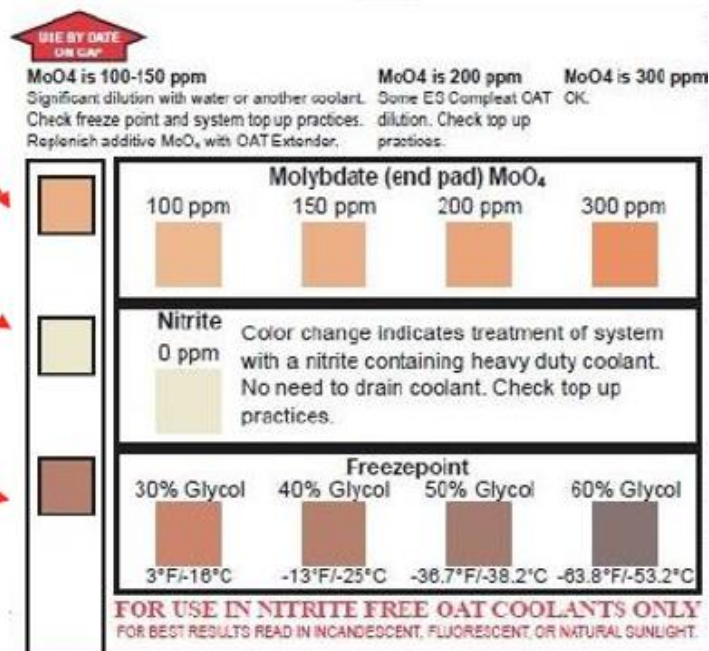 USE BY DATE
ON CAP
MoO4 is 100-150 ppm
Significant dilution with water or another coolant.
Check freeze point and system top up practices.
Replenish additive MoO₄ with OAT Extender.
MoO4 is 200 ppm
Some ES Compleat OAT
dilution. Check top up
practices.
MoO4 is 300 ppm
OK.
Molybdate (end pad) MoO₄
100 ppm 150 ppm 200 ppm 300 ppm
Nitrite
0 ppm
Color change indicates treatment of system
with a nitrite containing heavy duty coolant.
No need to drain coolant. Check top up
practices.
Freezepoint
30% Glycol 40% Glycol 50% Glycol 60% Glycol
3°F/-16°C -13°F/-25°C -36.7°F/-38.2°C -63.8°F/-53.2°C
FOR USE IN NITRITE FREE OAT COOLANTS ONLY
FOR BEST RESULTS READ IN INCANDESCENT, FLUORESCENT, OR NATURAL SUNLIGHT.